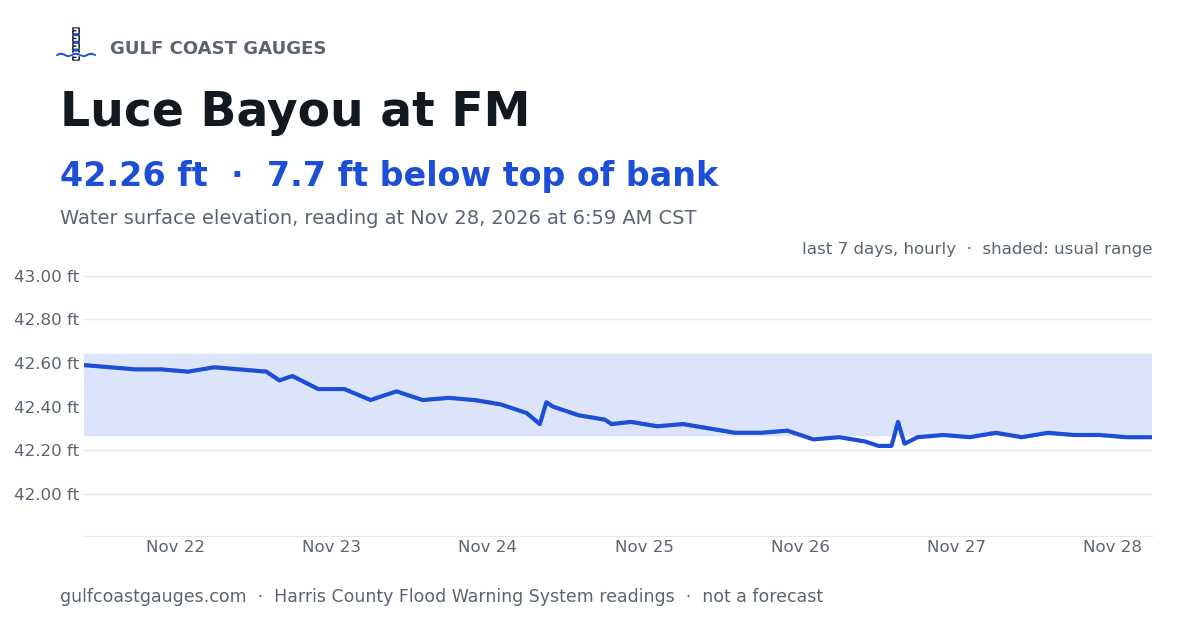 GULF COAST GAUGES
Luce Bayou at FM
42.26 ft · 7.7 ft below top of bank
Water surface elevation, reading at Nov 28, 2026 at 6:59 AM CST
last 7 days, hourly · shaded: usual range
43.00 ft
42.80 ft
42.60 ft
42.40 ft
42.20 ft
42.00 ft
Nov 22 Nov 23 Nov 24 Nov 25 Nov 26 Nov 27 Nov 28
gulfcoastgauges.com · Harris County Flood Warning System readings · not a forecast